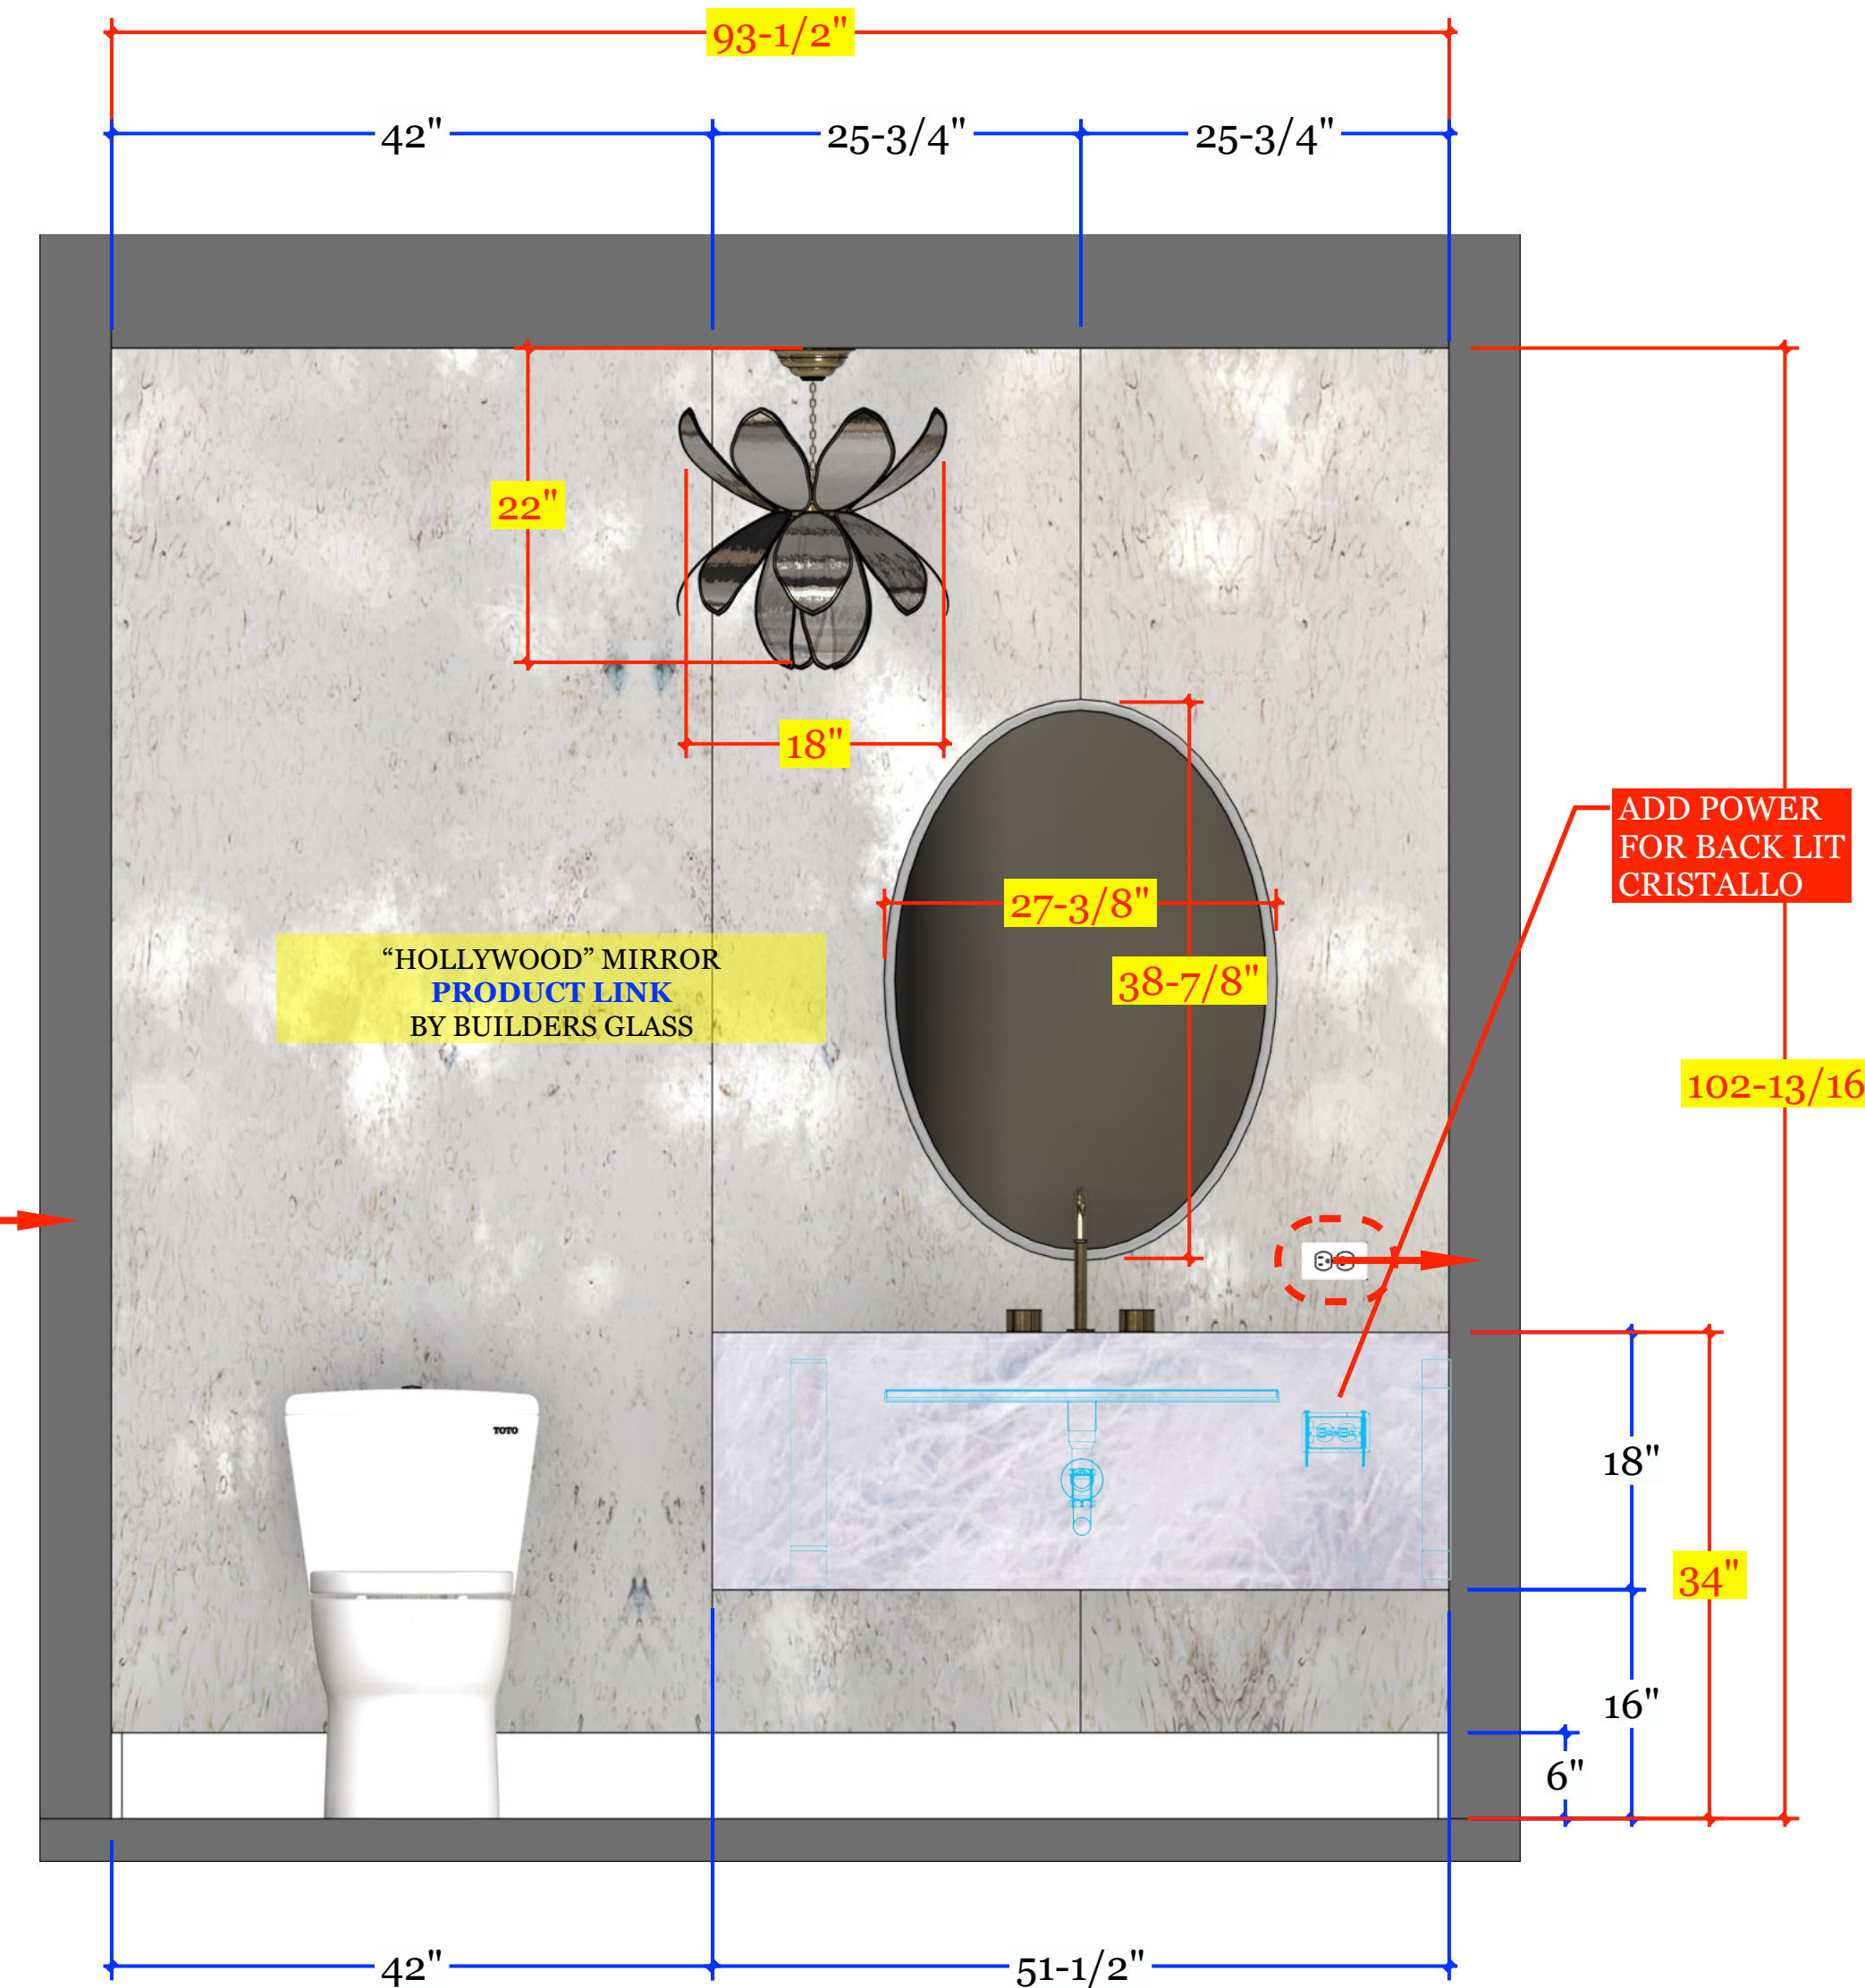 93-1/2"
42"
25-3/4"
25-3/4"
22"
18"
ADD POWER
FOR BACK LIT
CRISTALLO
27-3/8"
“HOLLYWOOD” MIRROR
PRODUCT LINK
BY BUILDERS GLASS
38-7/8"
102-13/16
TOTO
18"
34"
16"
6"
42"
51-1/2"